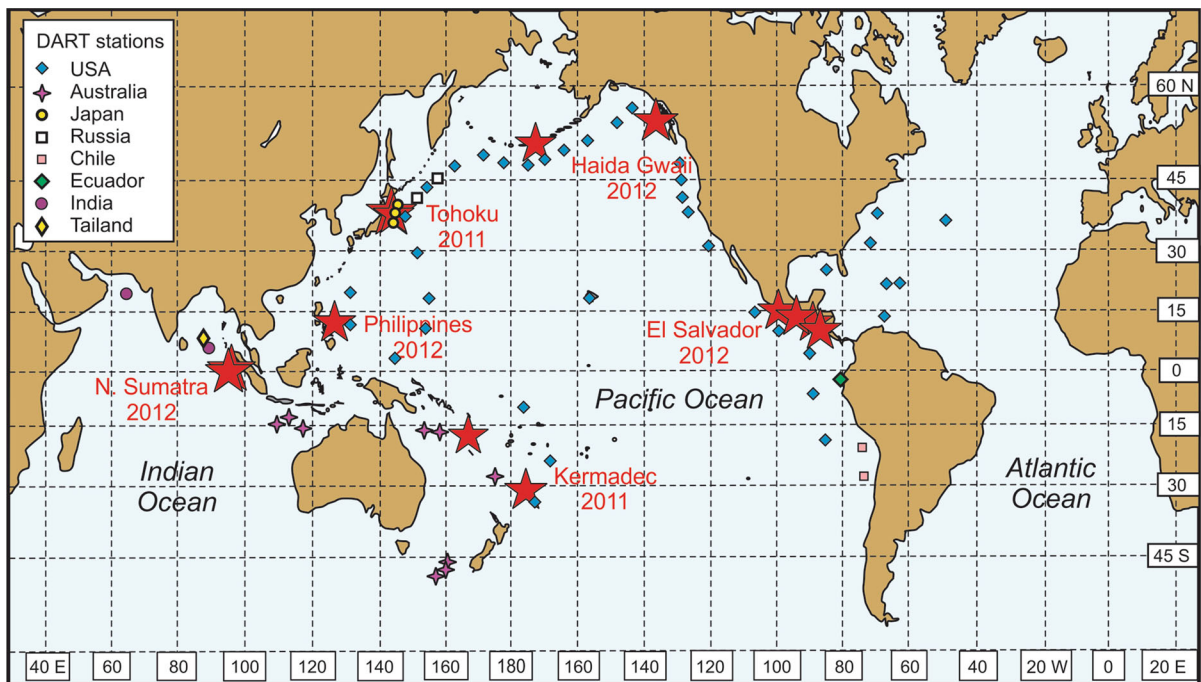 DART stations
USA
Australia
Japan
Russia
Chile
Ecuador
India
Tailand
60 N
45
30
15
0
15
30
45 S
Haida Gwaii
2012
Tohoku
2011
Philippines
2012
El Salvador
2012
N. Sumatra
2012
Pacific Ocean
Indian
Ocean
Kermadec
2011
Atlantic
Ocean
40 E
60
80
100
120
140
160
180
160
140
120
100
80
60
40
20 W
0
20 E